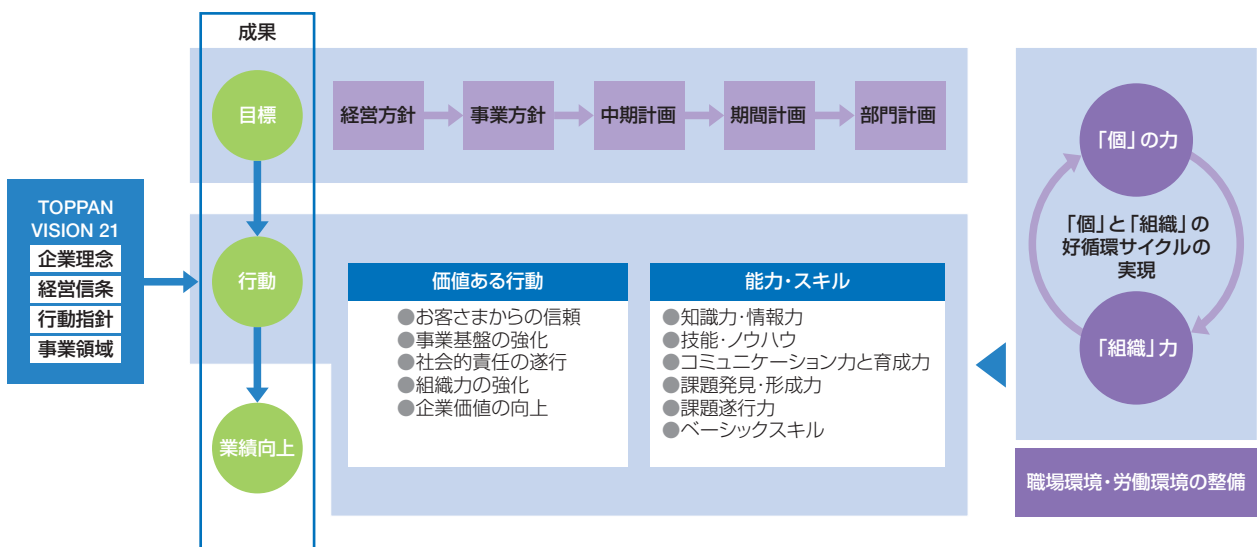 成果
目標
経営方針
事業方針
中期計画
期間計画
部門計画
TOPPAN
VISION 21
企業理念
経営信条
行動指針
事業領域
行動
価値ある行動
●お客さまからの信頼
●事業基盤の強化
●社会的責任の遂行
●組織力の強化
●企業価値の向上
能力・スキル
●知識力・情報力
●技能・ノウハウ
●コミュニケーション力と育成力
●課題発見・形成力
●課題遂行力
●ベーシックスキル
業績向上
「個」の力
「個」と「組織」の
好循環サイクルの
実現
「組織」力
職場環境・労働環境の整備